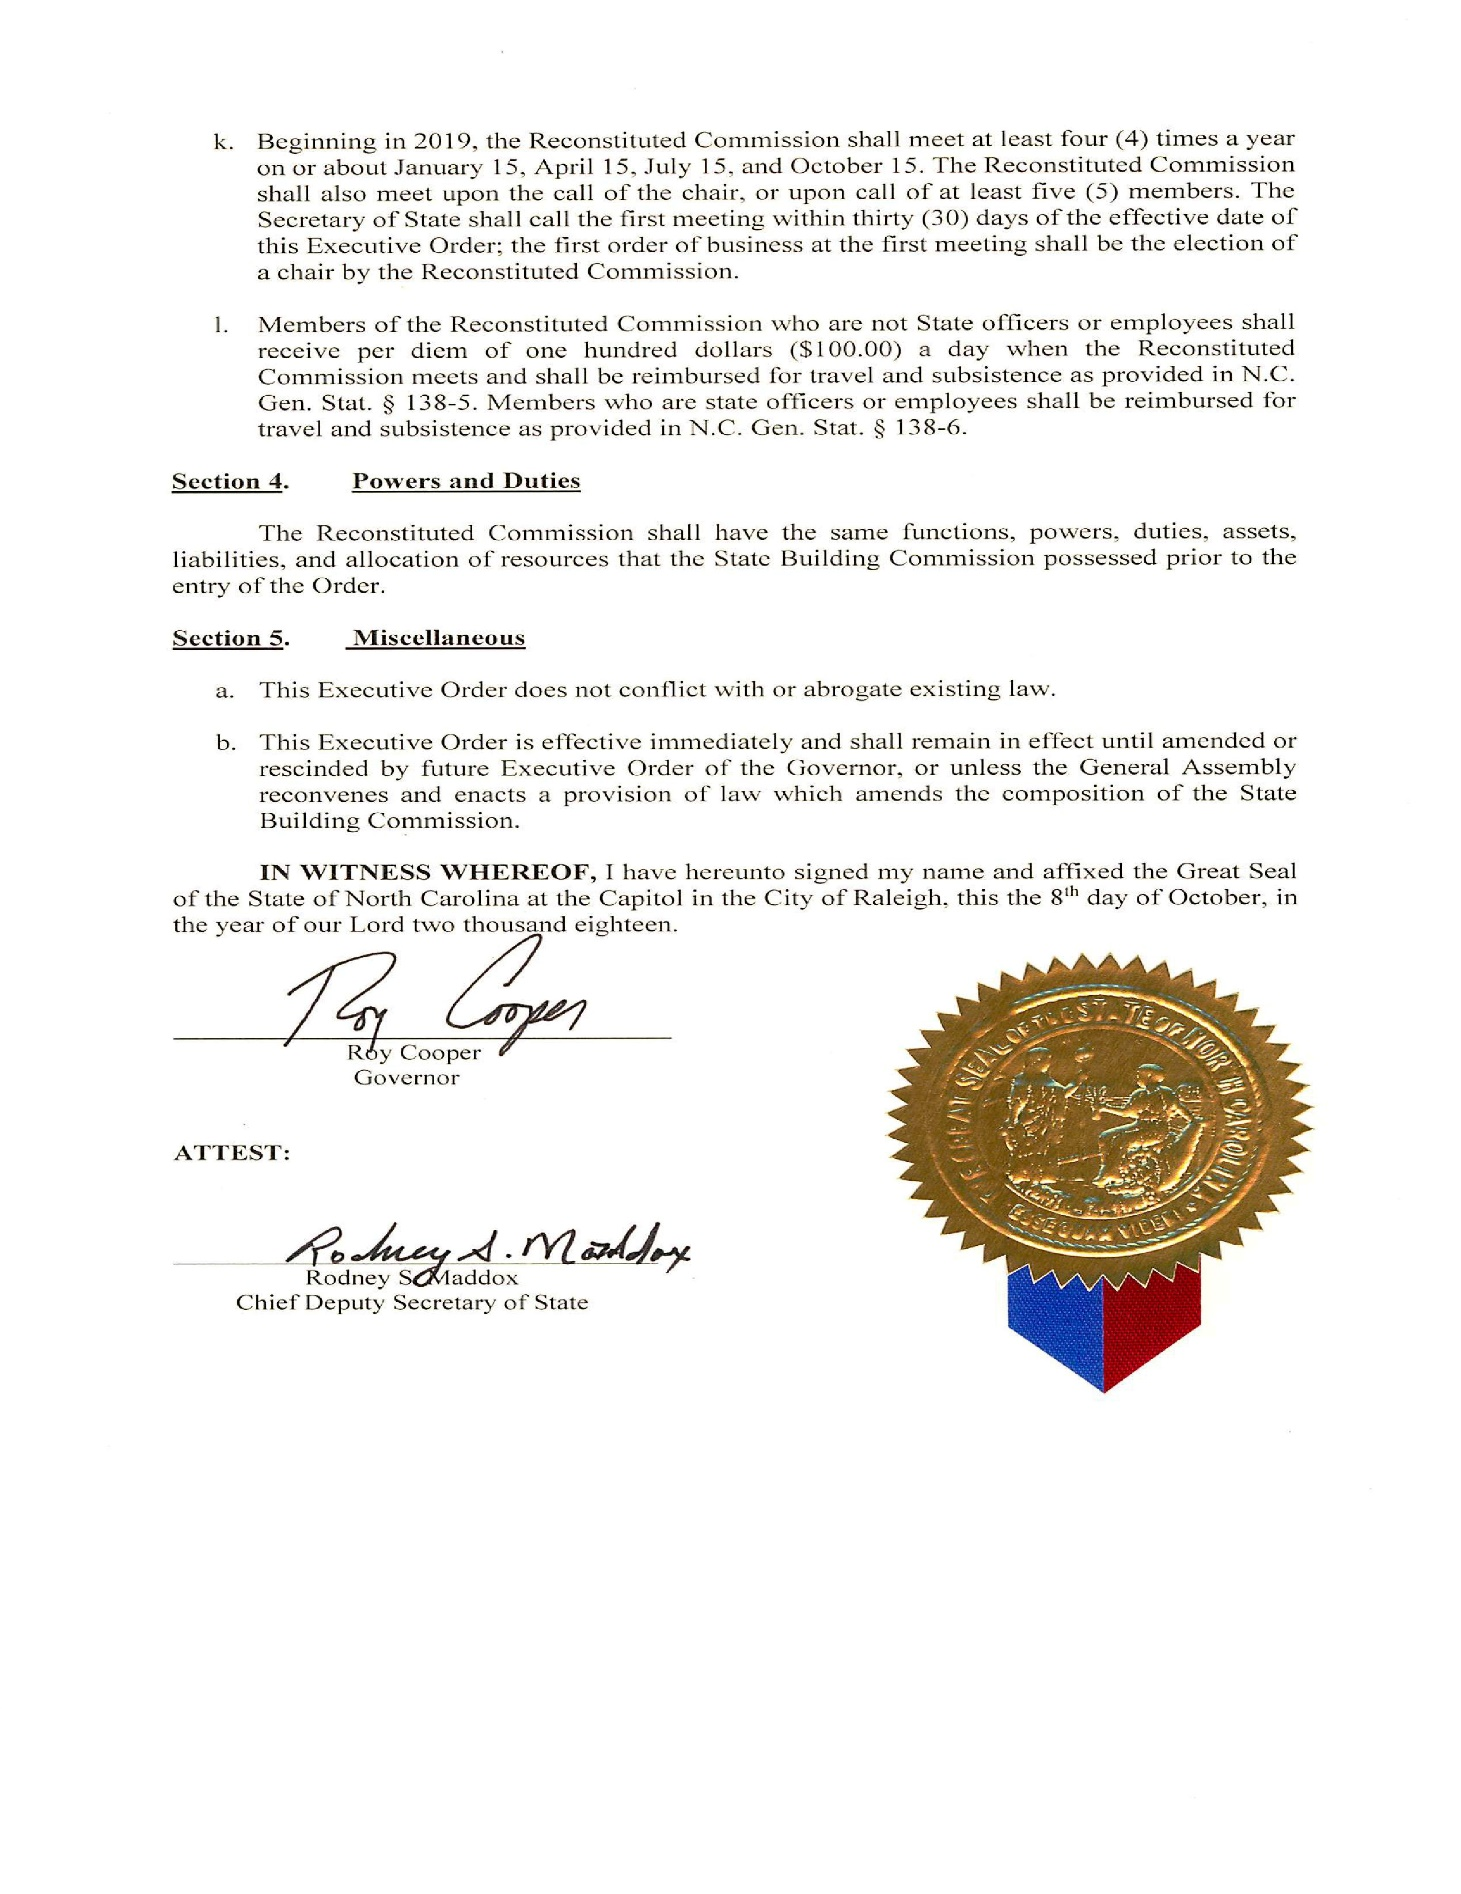 k. Beginning in 2019, the Reconstituted Commission shall meet at least four (4) times a year
on or about January 15, April 15, July 15, and October 15. The Reconstituted Commission
shall also meet upon the call of the chair, or upon call of at least five (5) members. The
Secretary of State shall call the first meeting within thirty (30) days of the effective date of
this Executive Order; the first order of business at the first meeting shall be the election of
a chair by the Reconstituted Commission.
l. Members of the Reconstituted Commission who are not State officers or employees shall
receive per diem of one hundred dollars ($100.00) a day when the Reconstituted
Commission meets and shall be reimbursed for travel and subsistence as provided in N.C.
Gen. Stat. § 138-5. Members who are state officers or employees shall be reimbursed for
travel and subsistence as provided in N.C. Gen. Stat. § 138-6.
Section 4. Powers and Duties
The Reconstituted Commission shall have the same functions, powers, duties, assets,
liabilities, and allocation of resources that the State Building Commission possessed prior to the
entry of the Order.
Section 5. Miscellaneous
a. This Executive Order does not conflict with or abrogate existing law.
b. This Executive Order is effective immediately and shall remain in effect until amended or
rescinded by future Executive Order of the Governor, or unless the General Assembly
reconvenes and enacts a provision of law which amends the composition of the State
Building Commission.
IN WITNESS WHEREOF, I have hereunto signed my name and affixed the Great Seal
of the State of North Carolina at the Capitol in the City of Raleigh, this the 8th day of October, in
the year of our Lord two thousand eighteen.
Roy Cooper
Roy Cooper
Governor
THE GREAT SEAL OF THE STATE OF NORTH CAROLINA
ESSE QUAM VIDERI
ATTEST:
Rodney S. Maddox
Rodney S. Maddox
Chief Deputy Secretary of State